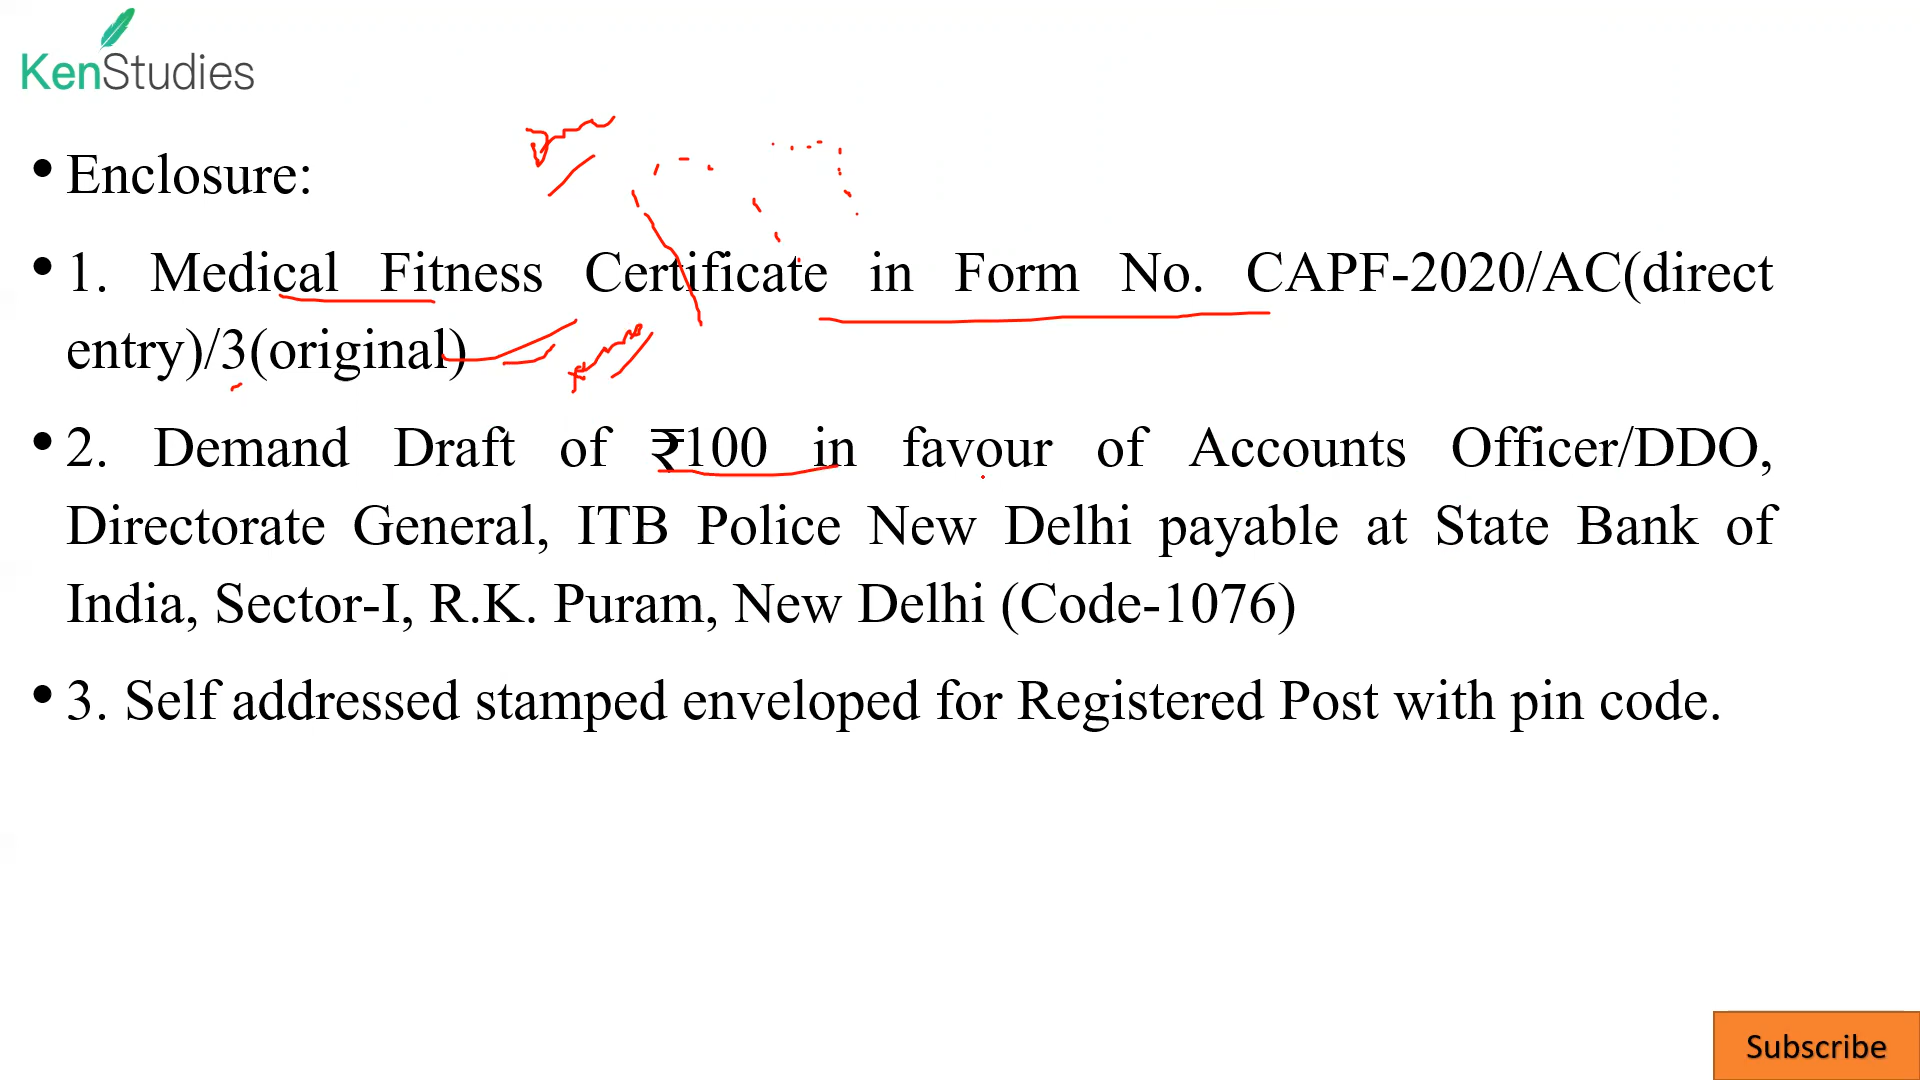 KenStudies
• Enclosure:
• 1. Medical Fitness Certificate in Form No. CAPF-2020/AC(direct
entry)/3(original)
• 2. Demand Draft of ₹100 in favour of Accounts Officer/DDO,
Directorate General, ITB Police New Delhi payable at State Bank of
India, Sector-I, R.K. Puram, New Delhi (Code-1076)
• 3. Self addressed stamped enveloped for Registered Post with pin code.
Subscribe